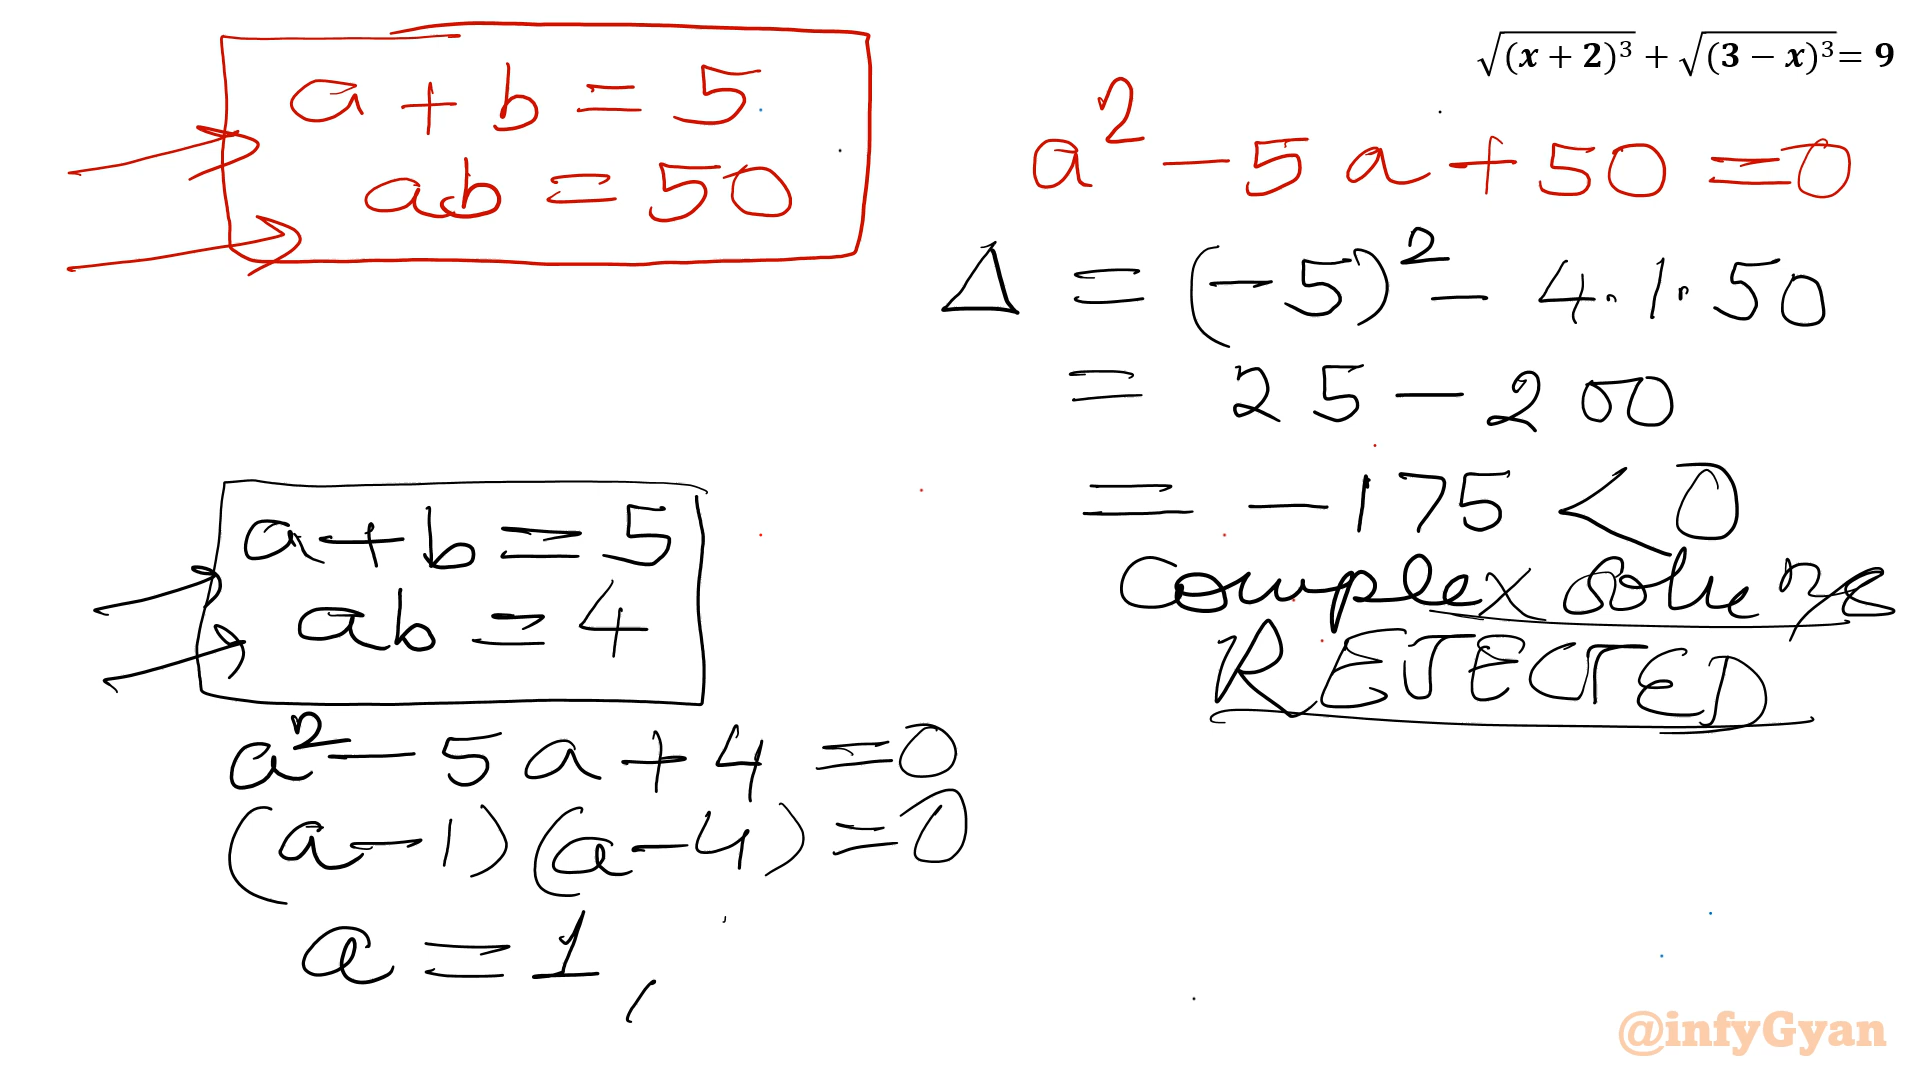 √(x + 2)³ + √(3 − x)³ = 9
a + b = 5
ab = 50
a² − 5a + 50 = 0
Δ = (−5)² − 4·1·50
= 25 − 200
= −175 < 0
complex
REJECTED
a + b = 5
ab = 4
a² − 5a + 4 = 0
(a − 1)(a − 4) = 0
a = 1,
@infyGyan